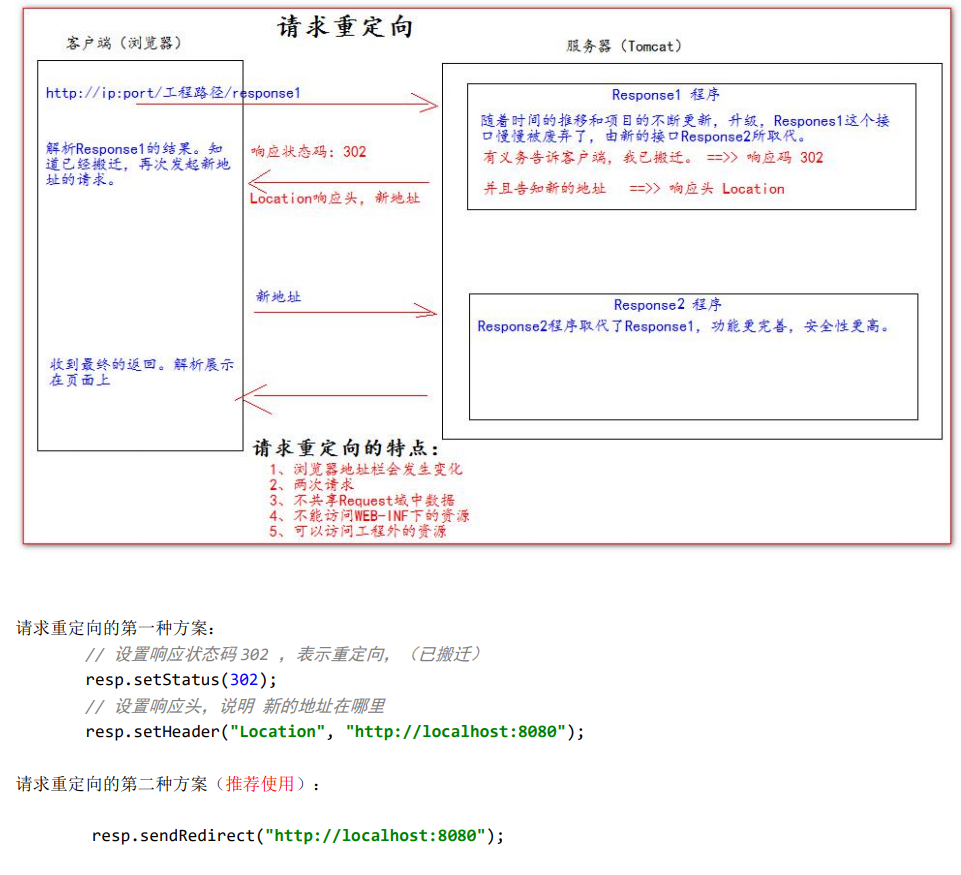 请求重定向
客户端（浏览器）
服务器（Tomcat）
http://ip:port/工程路径/response1
解析Response1的结果。知
道已经搬迁，再次发起新地
址的请求。
响应状态码：302
Location响应头，新地址
Response1 程序
随着时间的推移和项目的不断更新，升级，Respones1这个接
口慢慢被废弃了，由新的接口Response2所取代。
有义务告诉客户端，我已搬迁。 ==>> 响应码 302
并且告知新的地址 ==>> 响应头 Location
新地址
Response2 程序
Response2程序取代了Response1，功能更完善，安全性更高。
收到最终的返回。解析展示
在页面上
请求重定向的特点：
1、浏览器地址栏会发生变化
2、两次请求
3、不共享Request域中数据
4、不能访问WEB-INF下的资源
5、可以访问工程外的资源
请求重定向的第一种方案：
// 设置响应状态码 302 ，表示重定向，（已搬迁）
resp.setStatus(302);
// 设置响应头，说明 新的地址在哪里
resp.setHeader("Location", "http://localhost:8080");
请求重定向的第二种方案（推荐使用）：
resp.sendRedirect("http://localhost:8080");